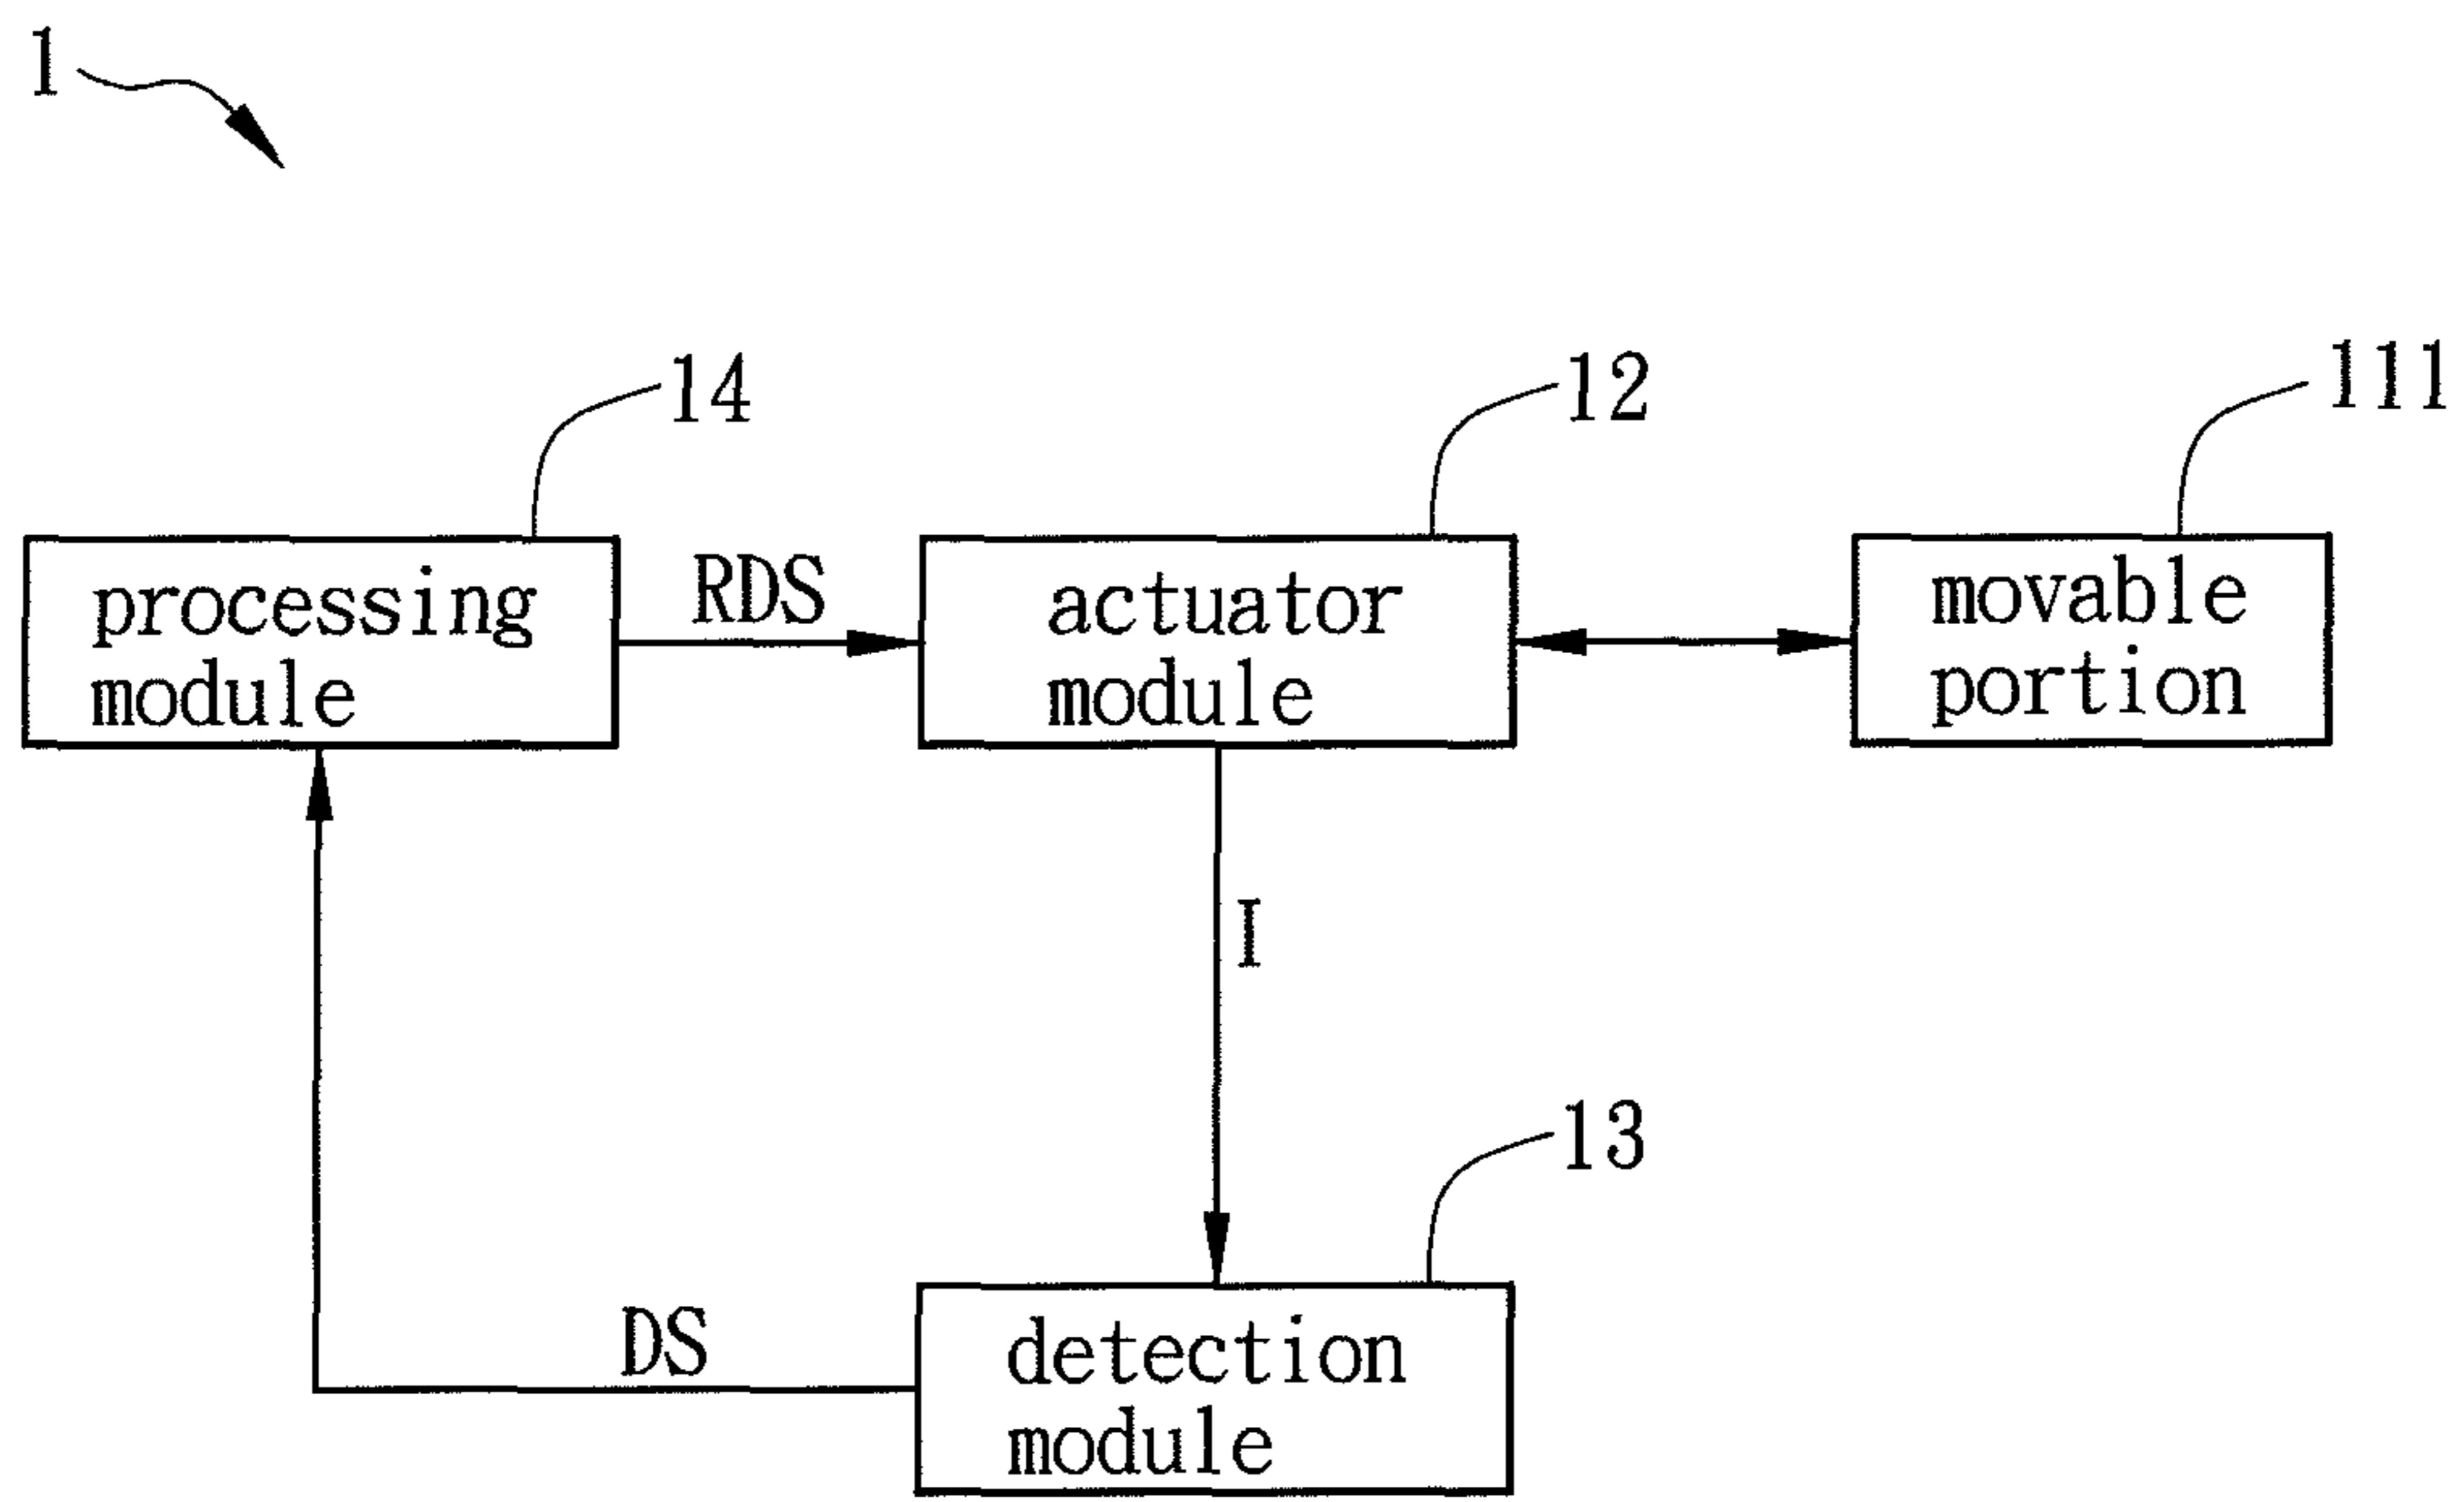 1
14
12
111
processing
module
RDS
actuator
module
movable
portion
I
13
DS
detection
module